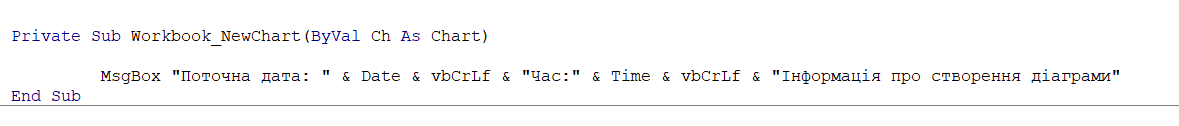 Private Sub Workbook_NewChart(ByVal Ch As Chart)
MsgBox "Поточна дата: " & Date & vbCrLf & "Час:" & Time & vbCrLf & "Інформація про створення діаграми"
End Sub